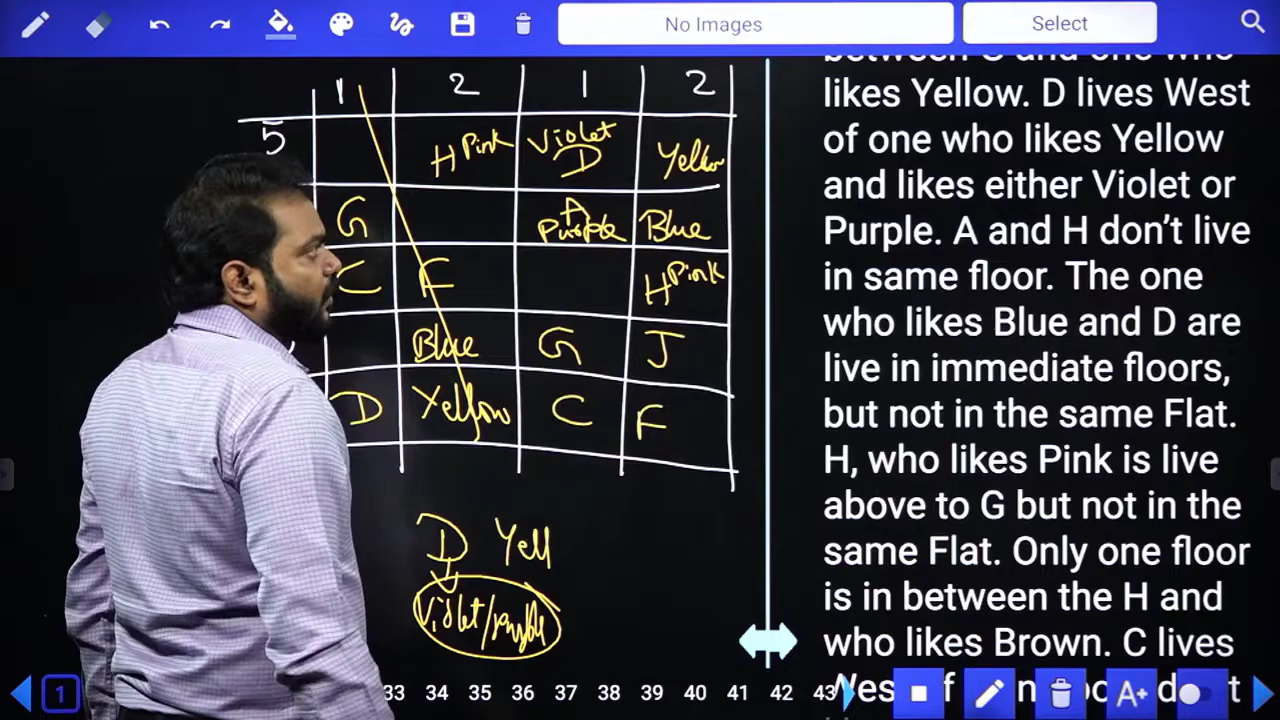 No Images
Select
1 2 1 2
5 H Pink Violet D Yellow
G A Purple Blue
C F H Pink
Blue G J
D Yellow C F
D Yell
Violet/purple
likes Yellow. D lives West
of one who likes Yellow
and likes either Violet or
Purple. A and H don’t live
in same floor. The one
who likes Blue and D are
live in immediate floors,
but not in the same Flat.
H, who likes Pink is live
above to G but not in the
same Flat. Only one floor
is in between the H and
who likes Brown. C lives
1 33 34 35 36 37 38 39 40 41 42 43
A+